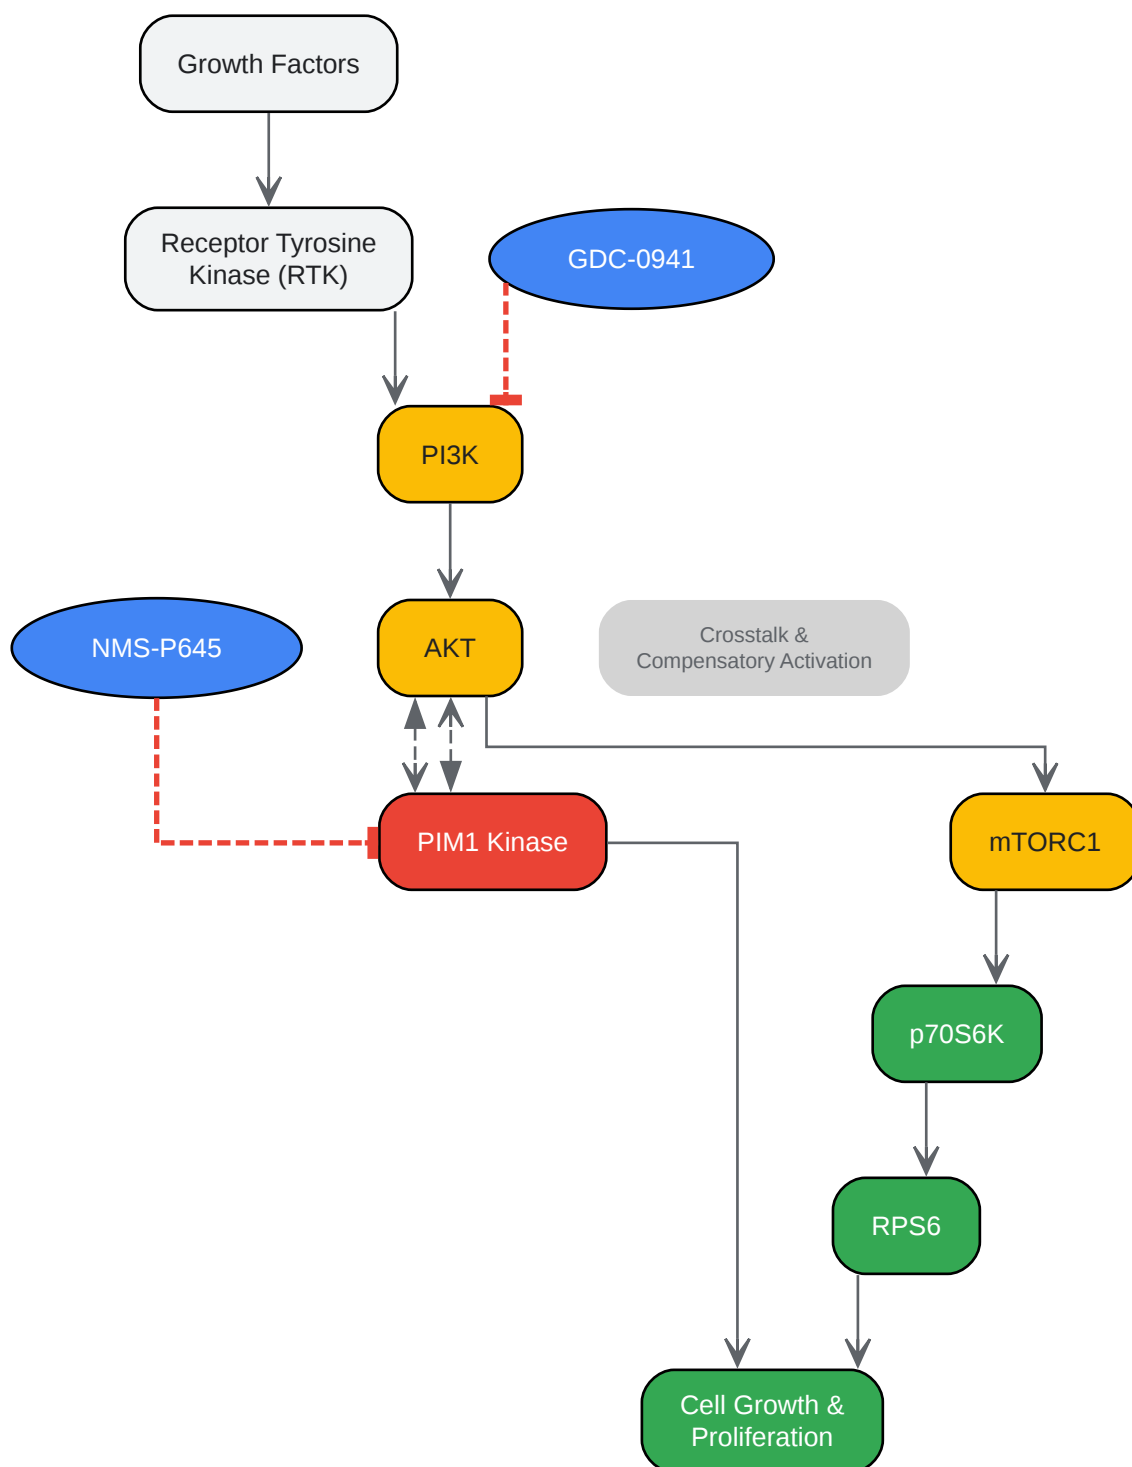 Growth Factors
Receptor Tyrosine
Kinase (RTK)
GDC-0941
PI3K
NMS-P645
AKT
Crosstalk &
Compensatory Activation
PIM1 Kinase
mTORC1
p70S6K
RPS6
Cell Growth &
Proliferation